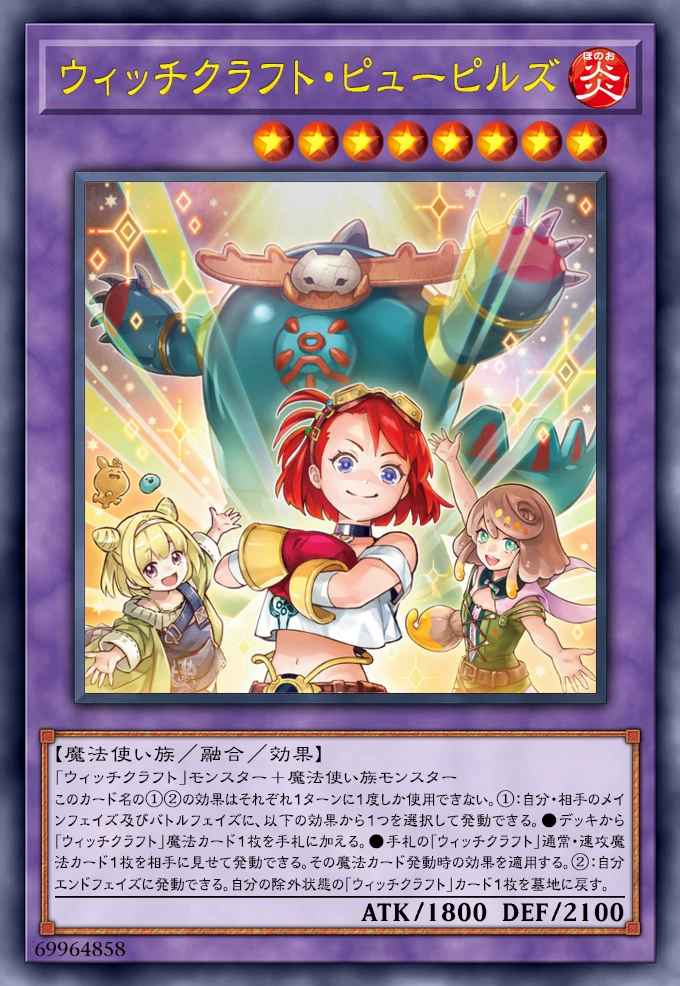 ウィッチクラフト・ピューピルズ
ほのお
炎
【魔法使い族／融合／効果】
「ウィッチクラフト」モンスター＋魔法使い族モンスター
このカード名の①②の効果はそれぞれ1ターンに1度しか使用できない。①：自分・相手のメイ
ンフェイズ及びバトルフェイズに、以下の効果から1つを選択して発動できる。●デッキから
「ウィッチクラフト」魔法カード1枚を手札に加える。●手札の「ウィッチクラフト」通常・速攻魔
法カード1枚を相手に見せて発動できる。その魔法カード発動時の効果を適用する。②：自分
エンドフェイズに発動できる。自分の除外状態の「ウィッチクラフト」カード1枚を墓地に戻す。
ATK/1800 DEF/2100
69964858